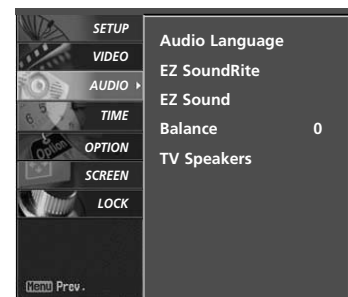 SETUP
VIDEO
AUDIO
TIME
OPTION
SCREEN
LOCK
Menu Prev.
Audio Language
EZ SoundRite
EZ Sound
Balance 0
TV Speakers
Option